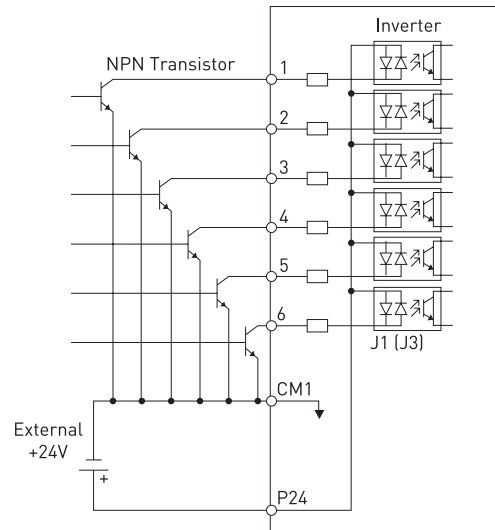 Inverter
NPN Transistor
1
2
3
4
5
6
J1 (J3)
CM1
External
+24V
+
P24